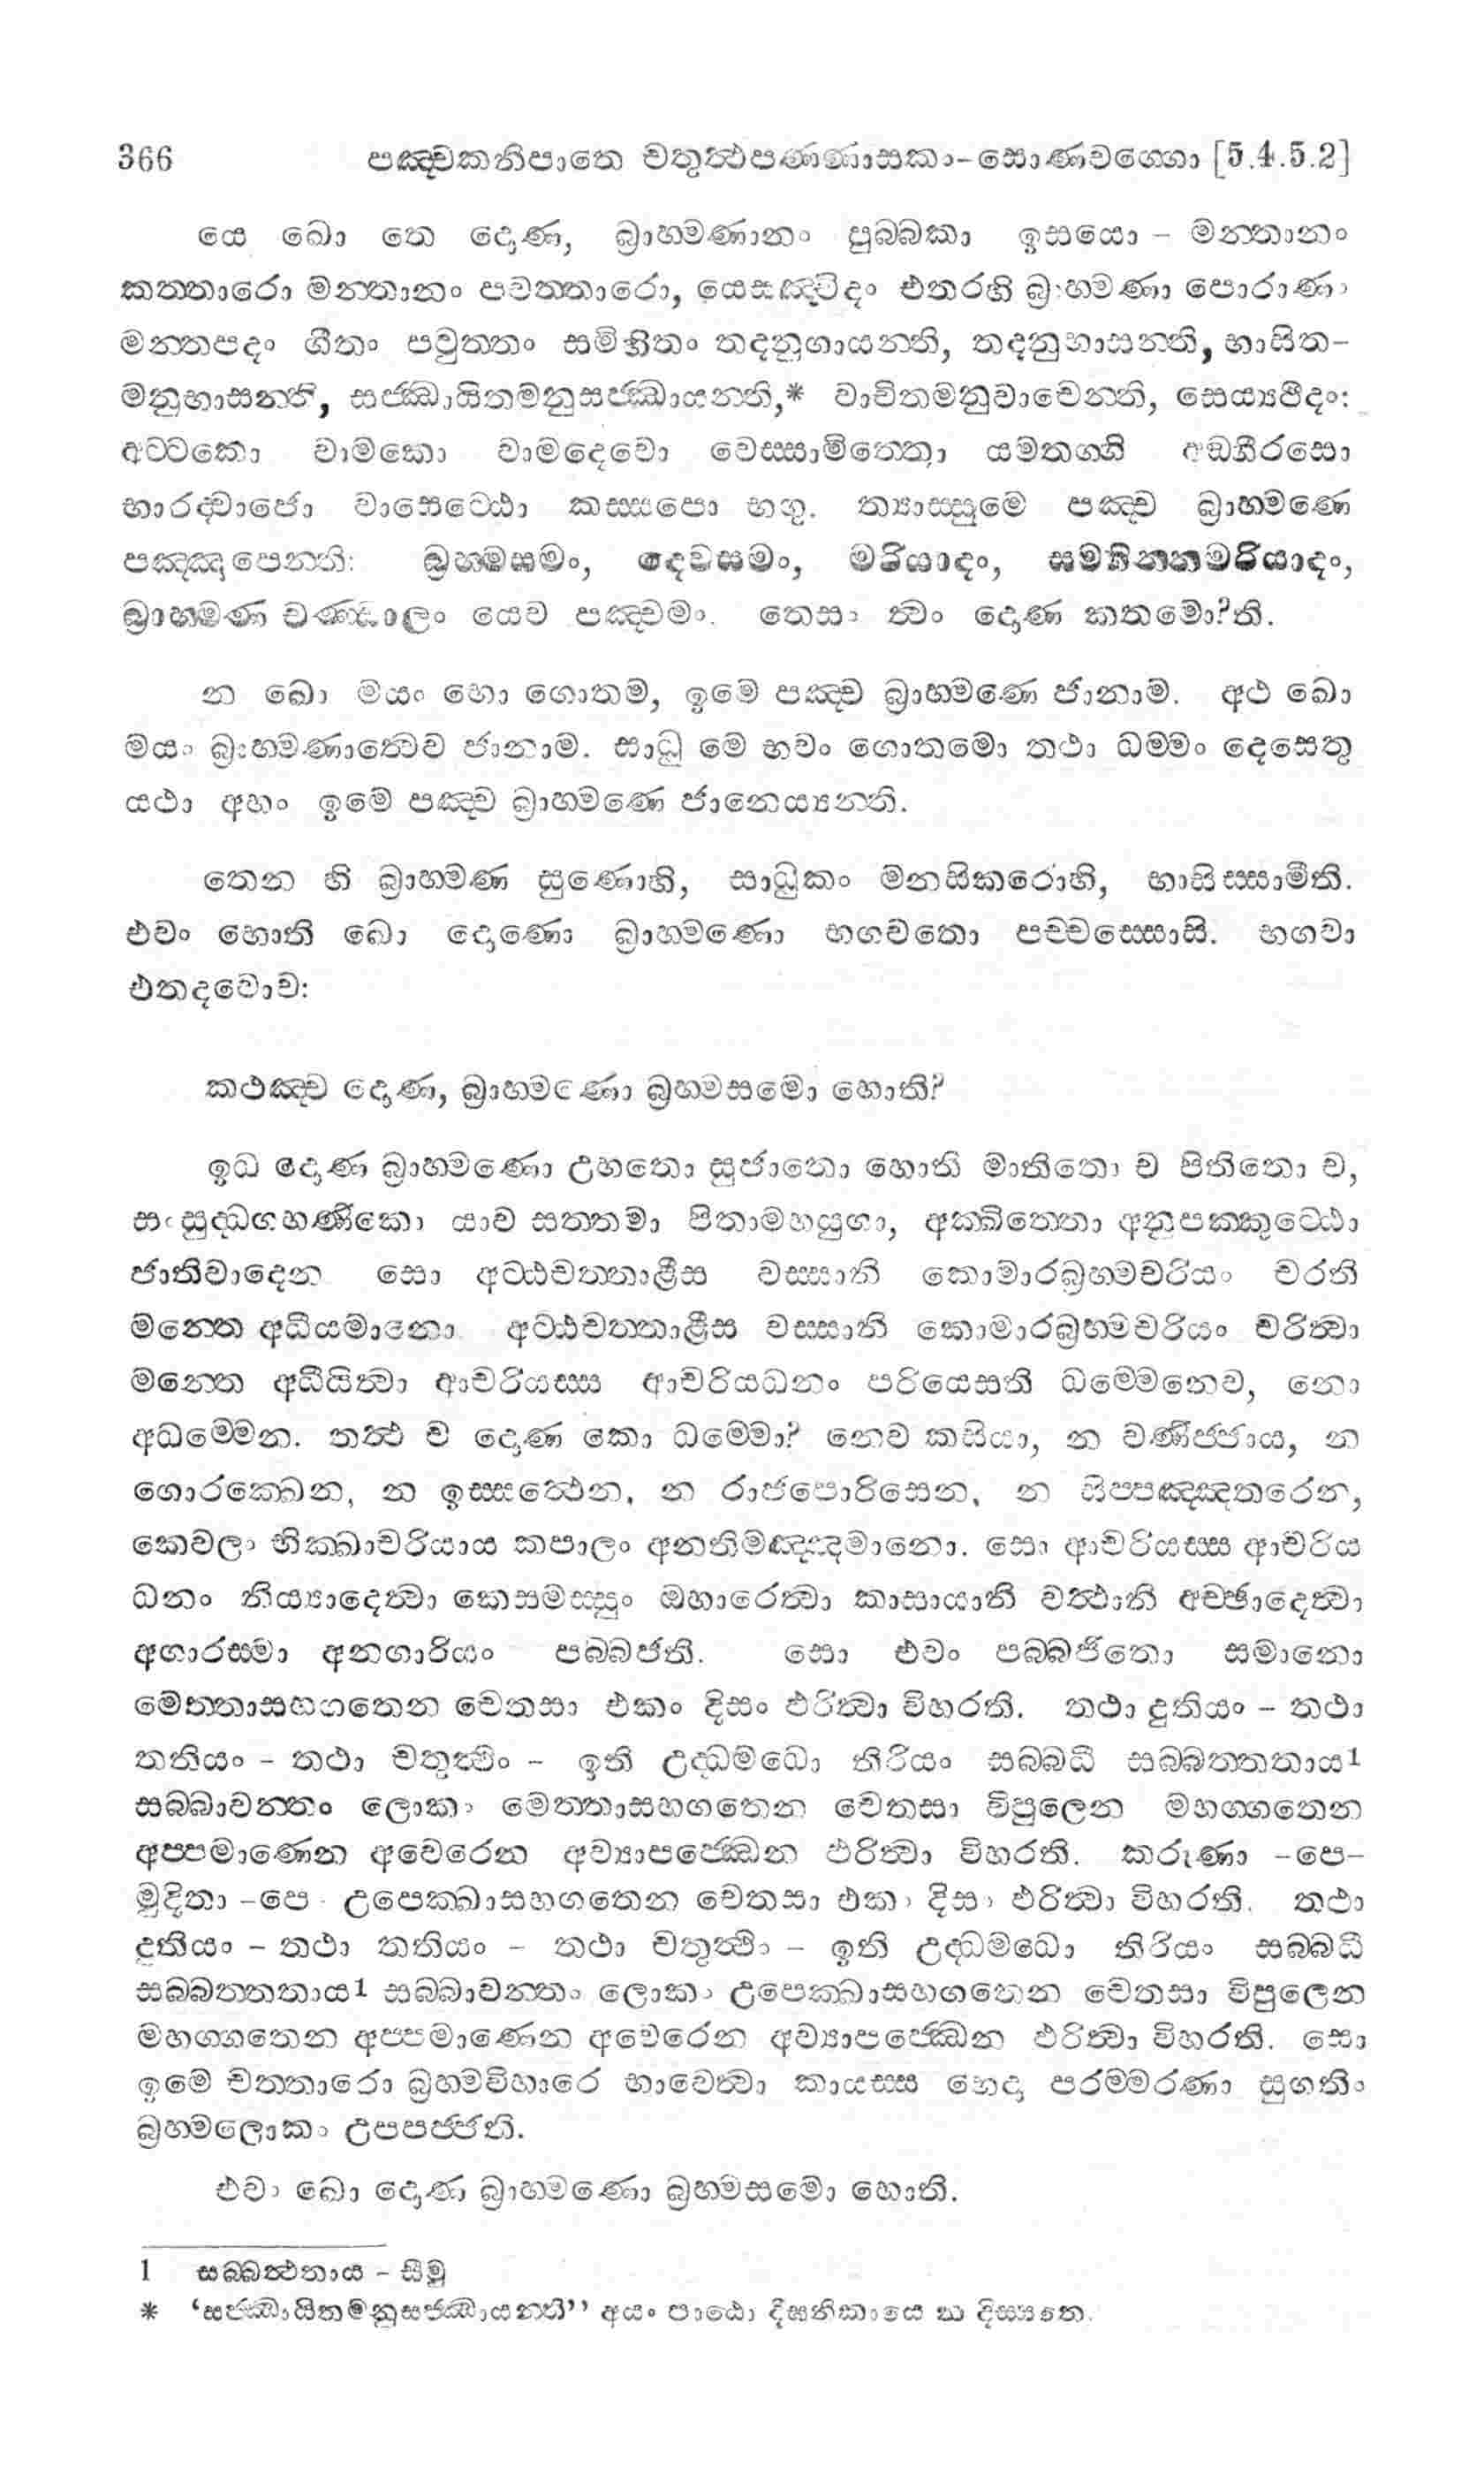 366 පඤ්චකනිපාතෙ චතුත්ථපණ්ණාසකො-සොණවග්ගො [5.4.5.2]
යෙ ඛො තෙ දොණ, බ්‍රාහ්මණානං පුබ්බකා ඉසයො – මන්තානං
කත්තාරො මන්තානං පවත්තාරො, යෙසඤ්චිදං එතරහි බ්‍රාහ්මණා පොරාණං
මන්තපදං ගීතං පවුත්තං සමිහිතං තදනුගායන්ති, තදනුභාසන්ති, භාසිත-
මනුභාසන්ති, සජ්ඣායිතමනුසජ්ඣායන්ති,* වාචිතමනුවාචෙන්ති, සෙය්‍යථිදං:
අට්ටකො වාමකො වාමදෙවො වෙස්සාමිත්තො යමතග්ගි අඞ්ගීරසො
භාරද්වාජො වාසෙට්ඨො කස්සපො භගු. ත්‍යාස්සුමෙ පඤ්ච බ්‍රාහ්මණෙ
පඤ්ඤාපෙන්ති: බ්‍රහ්මසමං, දෙවසමං, මරියාදං, සම්භින්නමරියාදං,
බ්‍රාහ්මණ චණ්ඩාලං යෙව පඤ්චමං. තෙසං ත්වං දොණ කතමො?ති.
න ඛො මයං භො ගොතම, ඉමෙ පඤ්ච බ්‍රාහ්මණෙ ජානාම. අථ ඛො
මයං බ්‍රාහ්මණාත්වෙව ජානාම. සාධු මෙ භවං ගොතමො තථා ධම්මං දෙසෙතු
යථා අහං ඉමෙ පඤ්ච බ්‍රාහ්මණෙ ජානෙය්‍යන්ති.
තෙන හි බ්‍රාහ්මණ සුණොහි, සාධුකං මනසිකරොහි, භාසිස්සාමීති.
එවං භොති ඛො දොණො බ්‍රාහ්මණො භගවතො පච්චස්සොසි. භගවා
එතදවොච:
කථඤ්ච දොණ, බ්‍රාහ්මණො බ්‍රහ්මසමො හොති?
ඉධ දොණ බ්‍රාහ්මණො උභතො සුජාතො හොති මාතිතො ච පිතිතො ච,
සංසුද්ධගහණිකො යාව සත්තමා පිතාමහයුගා, අක්ඛිත්තො අනුපක්කුට්ඨො
ජාතිවාදෙන සො අට්ඨචත්තාළීස වස්සානි කොමාරබ්‍රහ්මචරියං චරති
මන්තෙ අධීයමානො අට්ඨචත්තාළීස වස්සානි කොමාරබ්‍රහ්මචරියං චරිත්වා
මන්තෙ අධීයිත්වා ආචරියස්ස ආචරියධනං පරියෙසති ධම්මෙනෙව, නො
අධම්මෙන. තත්ථ ච දොණ කො ධම්මො? නෙව කසියා, න වණිජ්ජාය, න
ගොරක්ඛෙන, න ඉස්සත්ථෙන, න රාජපොරිසෙන, න සිප්පඤ්ඤතරෙන,
කෙවලං භික්ඛාචරියාය කපාලං අනතිමඤ්ඤමානො. සො ආචරියස්ස ආචරිය
ධනං නිය්‍යාදෙත්වා කෙසමස්සුං ඔහාරෙත්වා කාසායානි වත්ථානි අච්ඡාදෙත්වා
අගාරස්මා අනගාරියං පබ්බජති. සො එවං පබ්බජිතො සමානො
මෙත්තාසහගතෙන චෙතසා එකං දිසං ඵරිත්වා විහරති. තථා දුතියං – තථා
තතියං – තථා චතුත්ථිං – ඉති උද්ධමධො තිරියං සබ්බධි සබ්බත්තතාය1
සබ්බාවන්තං ලොකං මෙත්තාසහගතෙන චෙතසා විපුලෙන මහග්ගතෙන
අප්පමාණෙන අවෙරෙන අව්‍යාපජ්ඣෙන ඵරිත්වා විහරති. කරුණා –පෙ–
මුදිතා –පෙ– උපෙක්ඛාසහගතෙන චෙතසා එකං දිසං ඵරිත්වා විහරති. තථා
දුතියං – තථා තතියං – තථා චතුත්ථිං – ඉති උද්ධමධො තිරියං සබ්බධි
සබ්බත්තතාය1 සබ්බාවන්තං ලොකං උපෙක්ඛාසහගතෙන චෙතසා විපුලෙන
මහග්ගතෙන අප්පමාණෙන අවෙරෙන අව්‍යාපජ්ඣෙන ඵරිත්වා විහරති. සො
ඉමෙ චත්තාරො බ්‍රහ්මවිහාරෙ භාවෙත්වා කායස්ස භෙදා පරම්මරණා සුගතිං
බ්‍රහ්මලොකං උපපජ්ජති.
එවං ඛො දොණ බ්‍රාහ්මණො බ්‍රහ්මසමො හොති.
1 සබ්බත්ථතාය – සීමු
* ‘සජ්ඣායිතමනුසජ්ඣායන්ති’’ අයං පාඨො දීඝනිකායෙ න දිස්‍යතෙ.